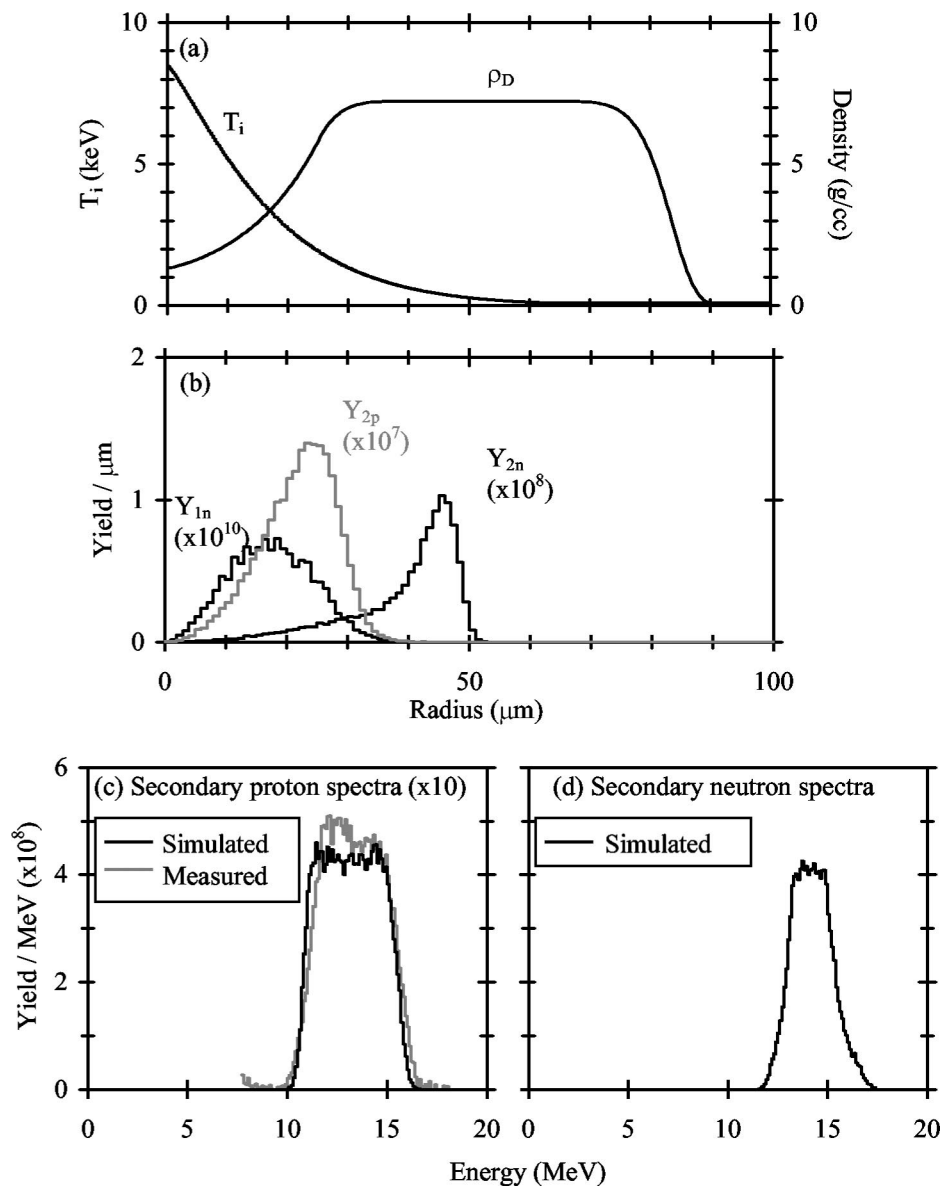 10 (a) 10
ρD
Ti
Ti (keV) 5 5 Density (g/cc)
0 0
2 (b)
Y2p
(x10⁷)
Y2n
(x10⁸)
Yield / μm 1
Y1n
(x10¹⁰)
0
0 50 100
Radius (μm)
6 (c) Secondary proton spectra (x10) (d) Secondary neutron spectra
Simulated Simulated
Measured
Yield / MeV (x10⁸) 4
2
0
0 5 10 15 20 0 5 10 15 20
Energy (MeV)